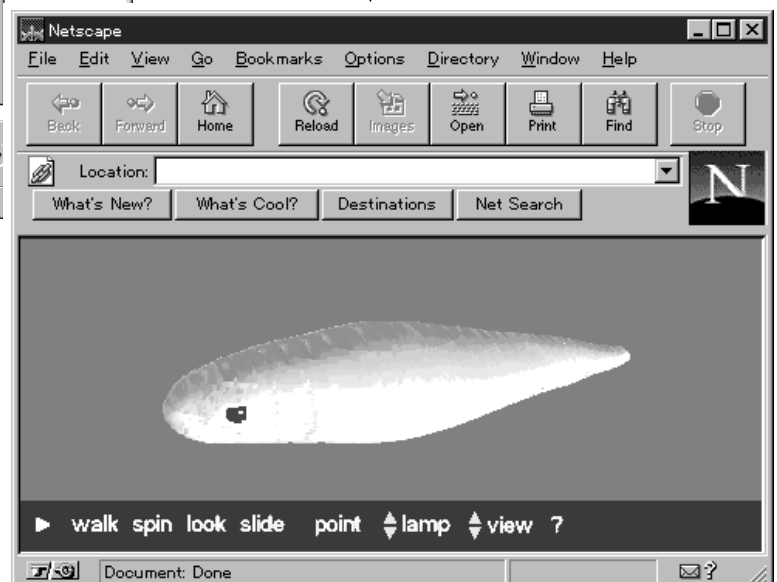 Netscape
File Edit View Go Bookmarks Options Directory Window Help
Back Forward Home Reload Images Open Print Find Stop
Location:
N
What's New? What's Cool? Destinations Net Search
walk spin look slide point lamp view ?
Document: Done ?